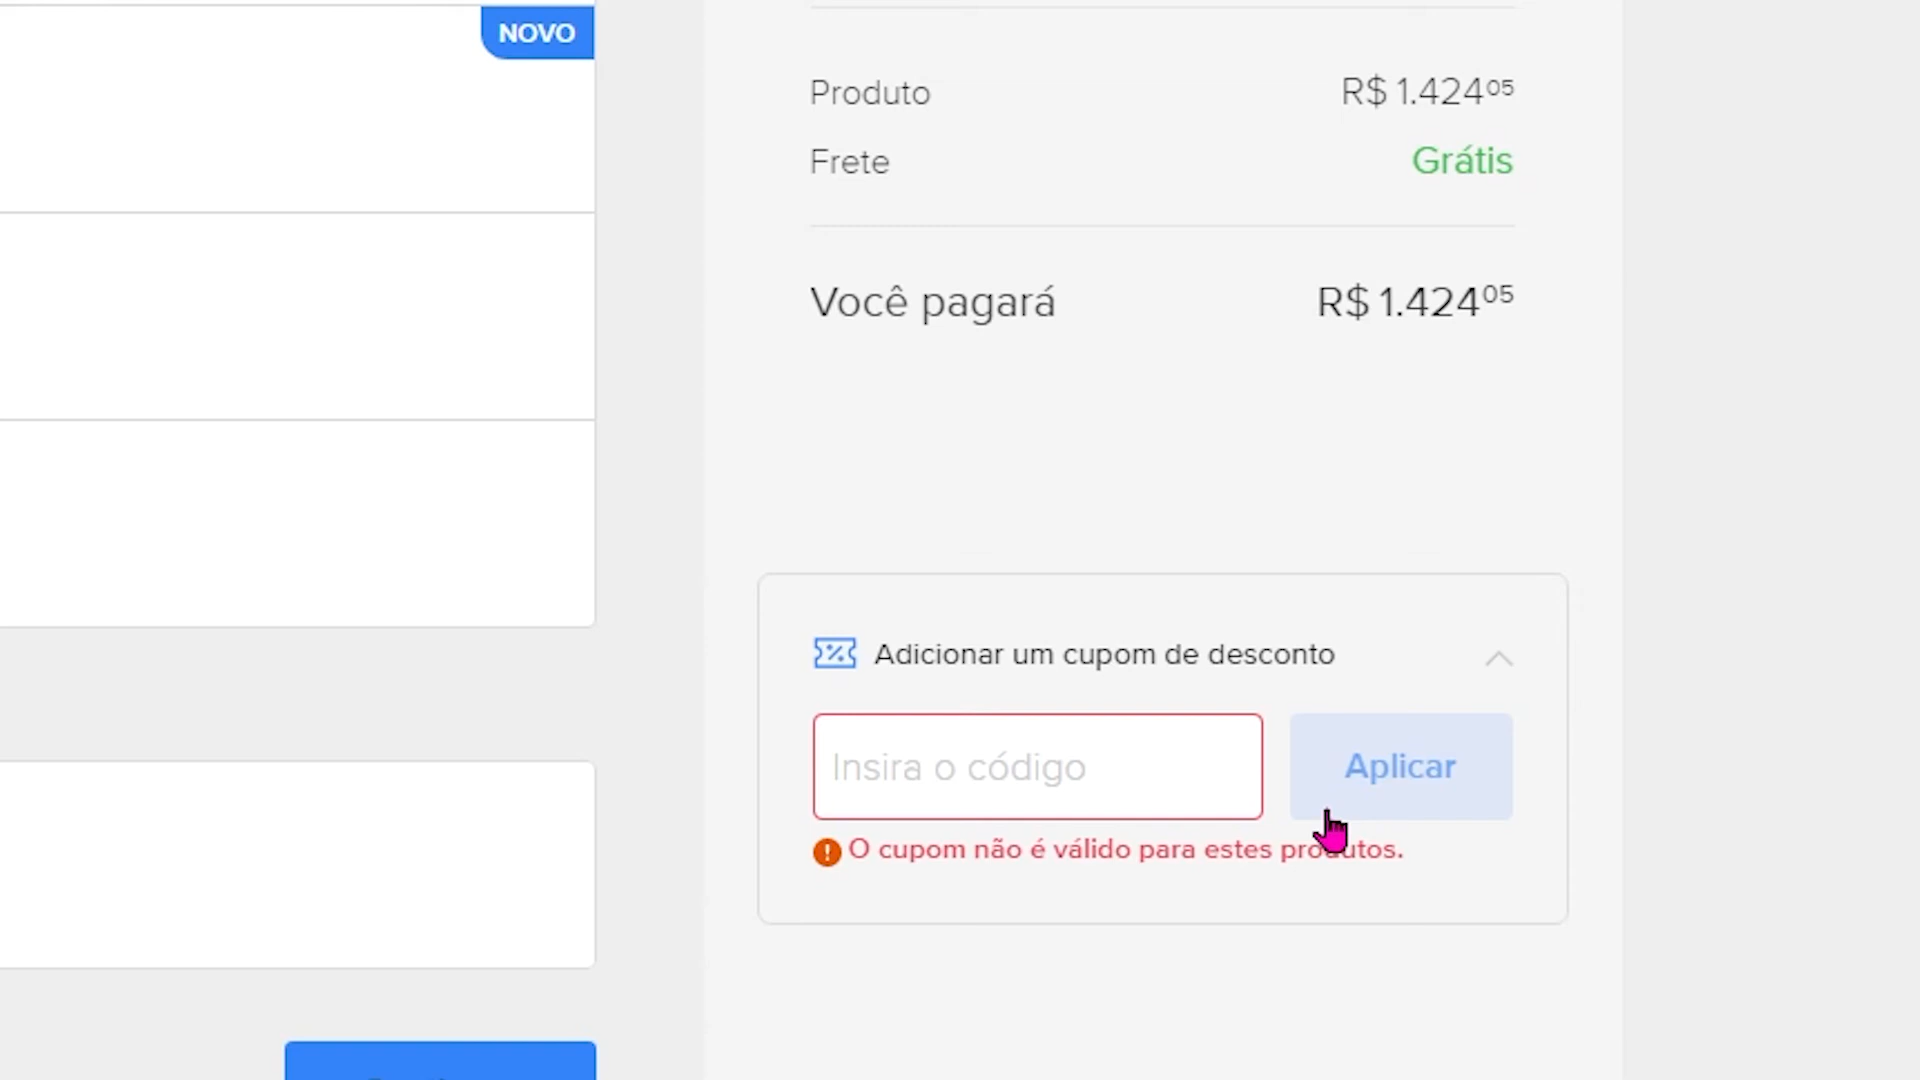 NOVO
Produto R$ 1.424⁰⁵
Frete Grátis
Você pagará R$ 1.424⁰⁵
Adicionar um cupom de desconto
Insira o código
Aplicar
O cupom não é válido para estes produtos.